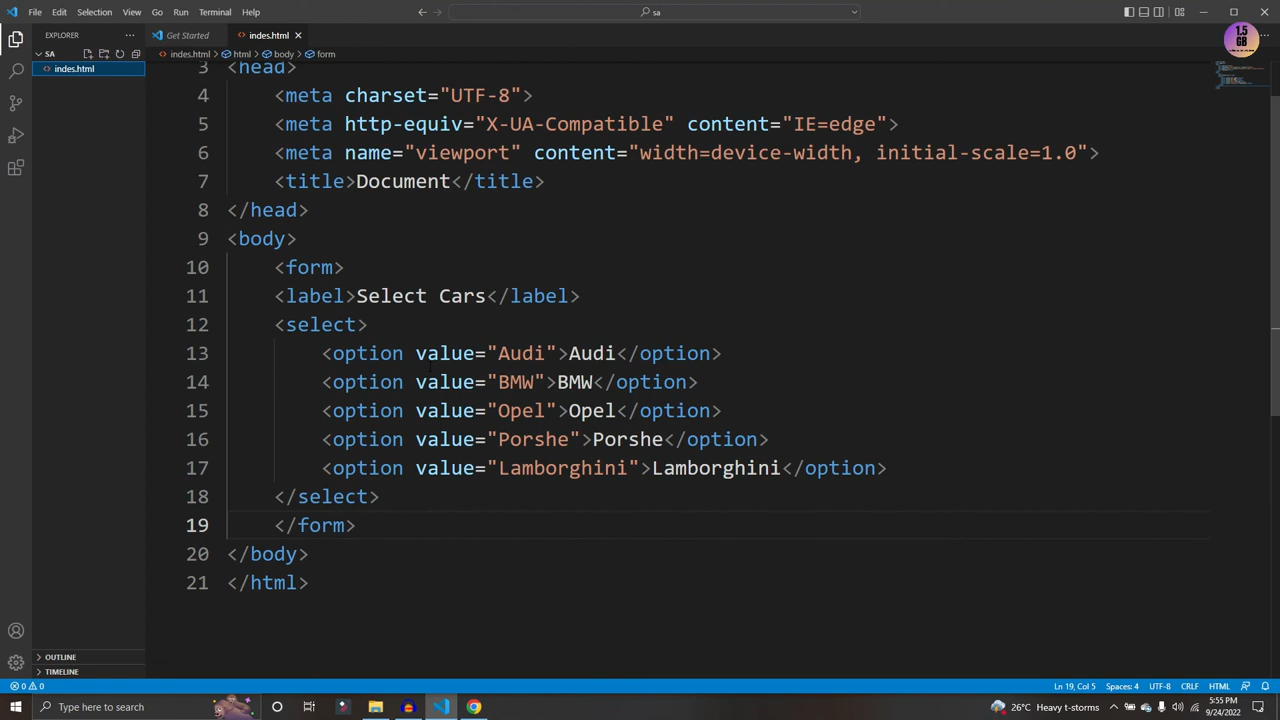 File Edit Selection View Go Run Terminal Help
sa
EXPLORER
Get Started
indes.html
SA
indes.html > html > body > form
indes.html
1.5
GB
3 <head>
4 <meta charset="UTF-8">
5 <meta http-equiv="X-UA-Compatible" content="IE=edge">
6 <meta name="viewport" content="width=device-width, initial-scale=1.0">
7 <title>Document</title>
8 </head>
9 <body>
10 <form>
11 <label>Select Cars</label>
12 <select>
13 <option value="Audi">Audi</option>
14 <option value="BMW">BMW</option>
15 <option value="Opel">Opel</option>
16 <option value="Porshe">Porshe</option>
17 <option value="Lamborghini">Lamborghini</option>
18 </select>
19 </form>
20 </body>
21 </html>
OUTLINE
TIMELINE
0 0
Ln 19, Col 5 Spaces: 4 UTF-8 CRLF HTML
Type here to search
26°C Heavy t-storms
5:55 PM
9/24/2022